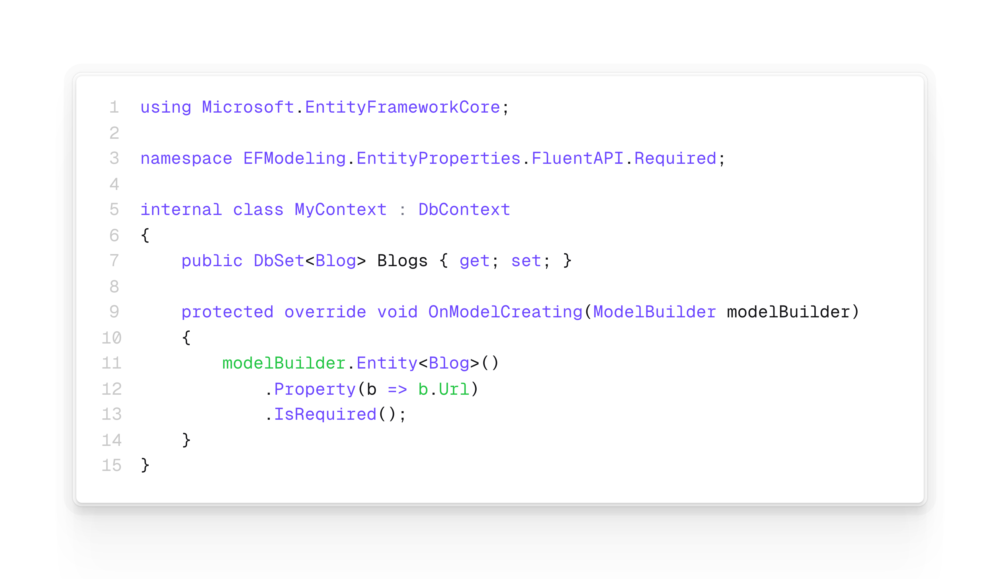 1 using Microsoft.EntityFrameworkCore;
2
3 namespace EFModeling.EntityProperties.FluentAPI.Required;
4
5 internal class MyContext : DbContext
6 {
7     public DbSet<Blog> Blogs { get; set; }
8
9     protected override void OnModelCreating(ModelBuilder modelBuilder)
10     {
11         modelBuilder.Entity<Blog>()
12             .Property(b => b.Url)
13             .IsRequired();
14     }
15 }